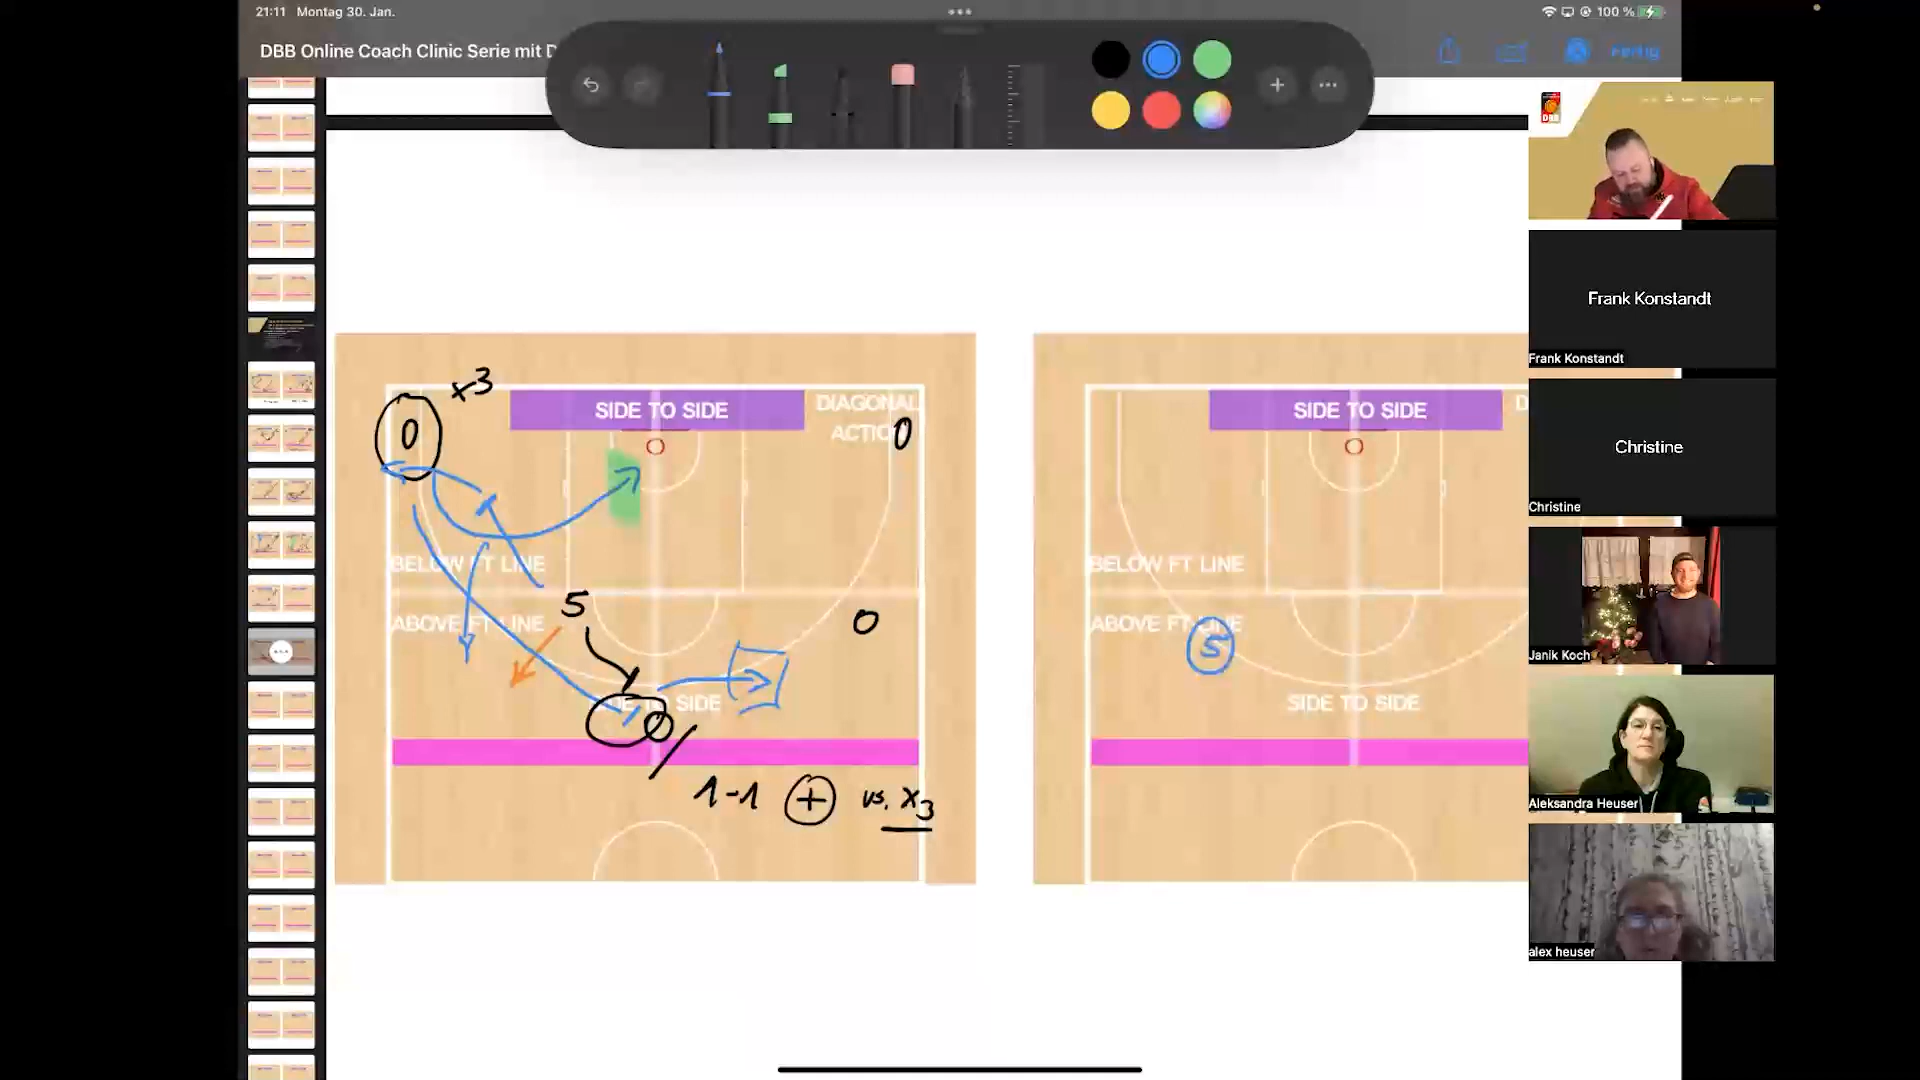 21:11 Montag 30. Jan.
100 %
DBB Online Coach Clinic Serie mit D
Fertig
DBB
Frank Konstandt
Frank Konstandt
Christine
Christine
Janik Koch
Aleksandra Heuser
alex heuser
x3
0
SIDE TO SIDE
DIAGONAL
ACTIO
0
BELOW FT LINE
5
ABOVE FT LINE
0
TO SIDE
0
1-1 + vs. x3
SIDE TO SIDE
D
BELOW FT LINE
ABOVE FT LINE
5
SIDE TO SIDE